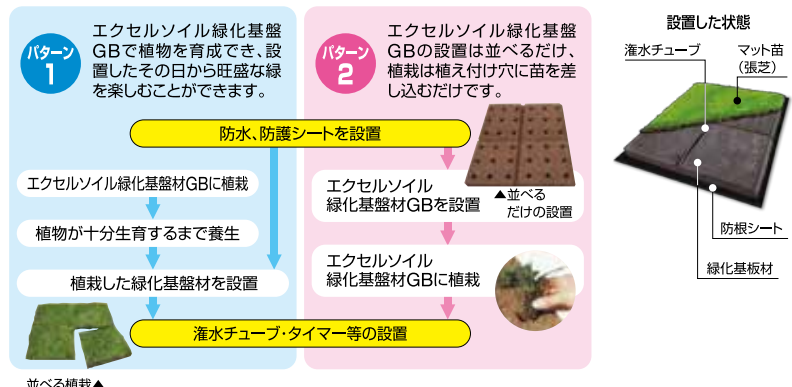 パターン
1
エクセルソイル緑化基盤
GBで植物を育成でき、設
置したその日から旺盛な緑
を楽しむことができます。
パターン
2
エクセルソイル緑化基盤
GBの設置は並べるだけ、
植栽は植え付け穴に苗を差
し込むだけです。
防水、防護シートを設置
エクセルソイル緑化基盤材GBに植栽
植物が十分生育するまで養生
植栽した緑化基盤材を設置
エクセルソイル
緑化基盤材GBを設置
▲並べる
だけの設置
エクセルソイル
緑化基盤材GBに植栽
潅水チューブ・タイマー等の設置
並べる植栽▲
設置した状態
潅水チューブ
マット苗
(張芝)
防根シート
緑化基板材